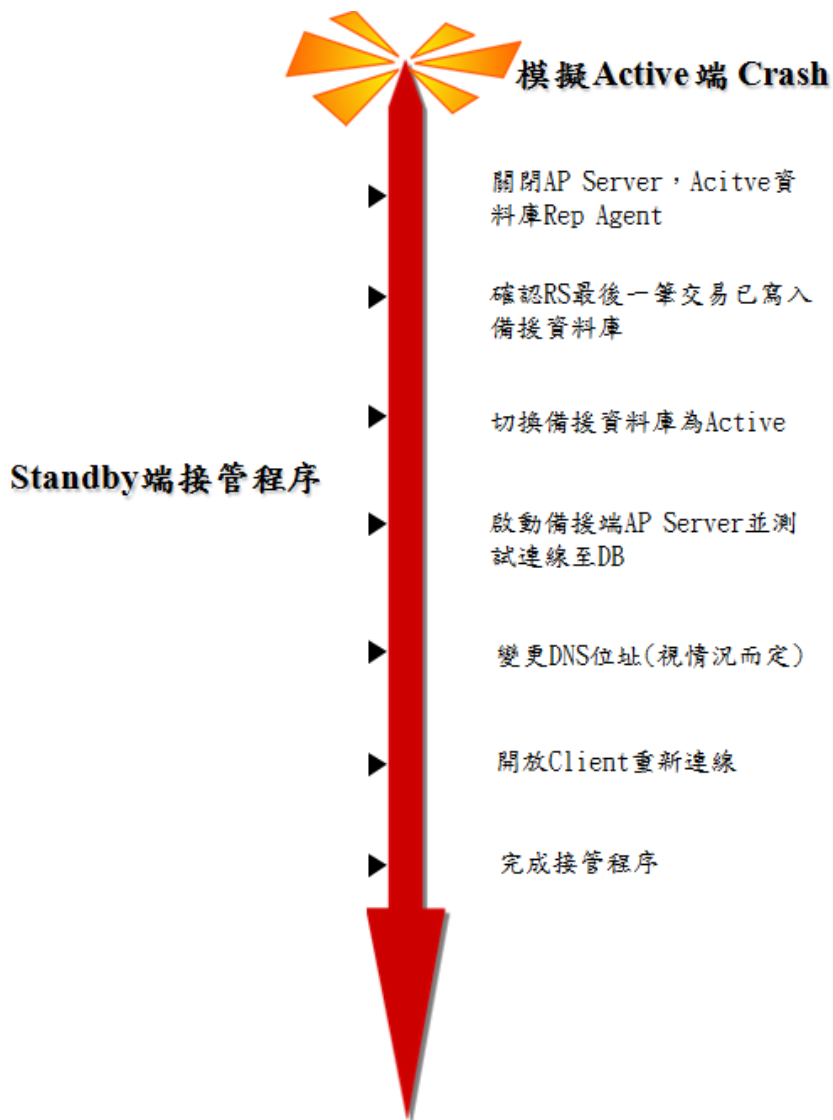 模擬Active端 Crash
關閉AP Server，Acitve資
料庫Rep Agent
確認RS最後一筆交易已寫入
備援資料庫
切換備援資料庫為Active
Standby端接管程序
啟動備援端AP Server並測
試連線至DB
變更DNS位址(視情況而定)
開放Client重新連線
完成接管程序